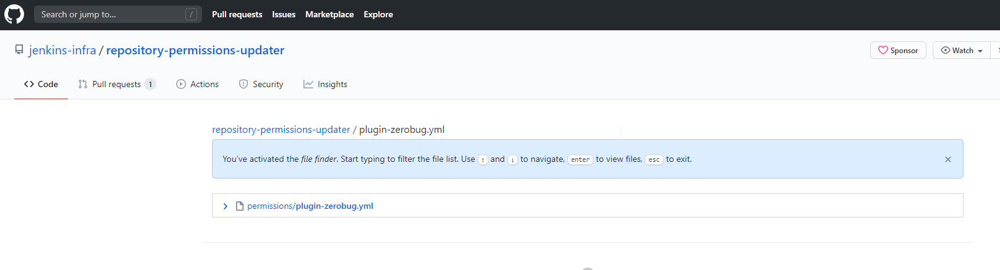 Search or jump to... / Pull requests Issues Marketplace Explore
jenkins-infra / repository-permissions-updater Sponsor Watch
Code Pull requests 1 Actions Security Insights
repository-permissions-updater / plugin-zerobug.yml
You've activated the file finder. Start typing to filter the file list. Use ↑ and ↓ to navigate, enter to view files, esc to exit. ×
permissions/plugin-zerobug.yml